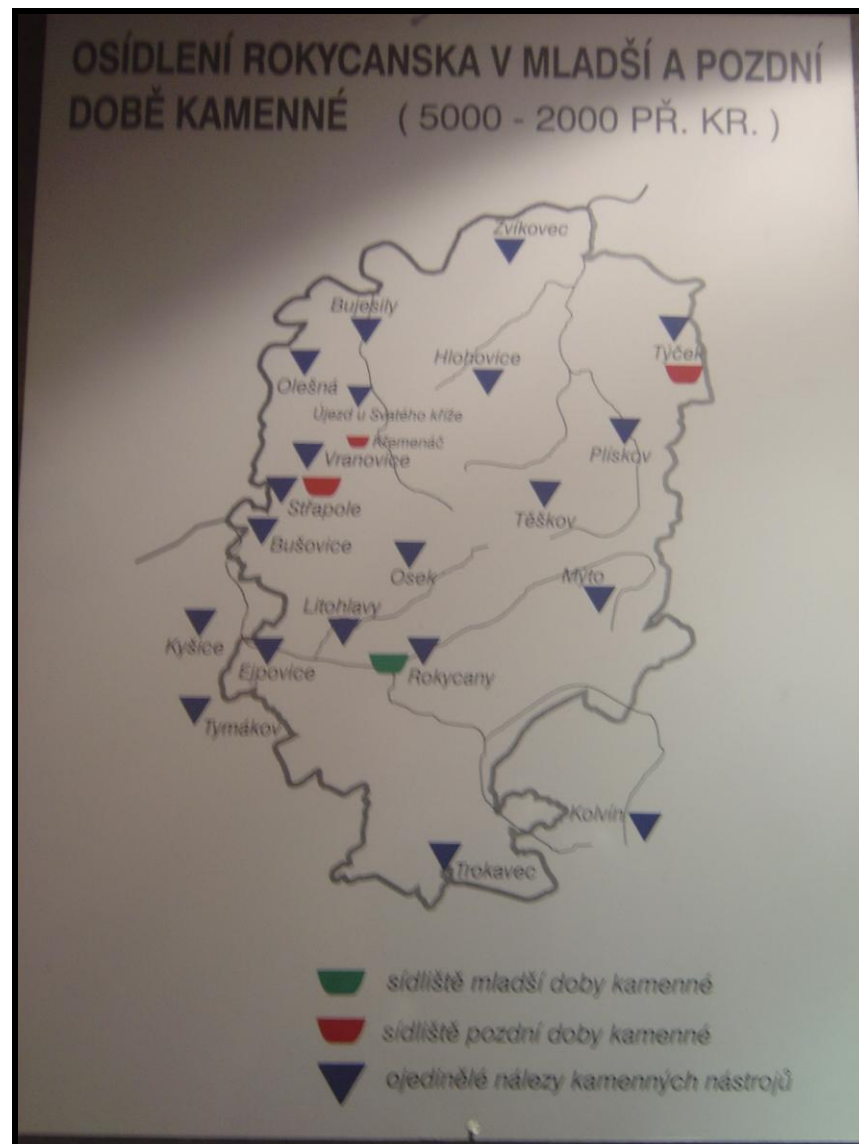 OSÍDLENÍ ROKYCANSKA V MLADŠÍ A POZDNÍ
DOBĚ KAMENNÉ ( 5000 - 2000 PŘ. KR. )
Zvíkovec
Bujesily
Týček
Hlohovice
Olešná
Újezd u Svatého kříže
Křemenáč
Vranovice
Plískov
Střapole
Těškov
Bušovice
Osek
Mýto
Litohlavy
Kyšice
Ejpovice
Rokycany
Tymákov
Kolvín
Trokavec
sídliště mladší doby kamenné
sídliště pozdní doby kamenné
ojedinělé nálezy kamenných nástrojů